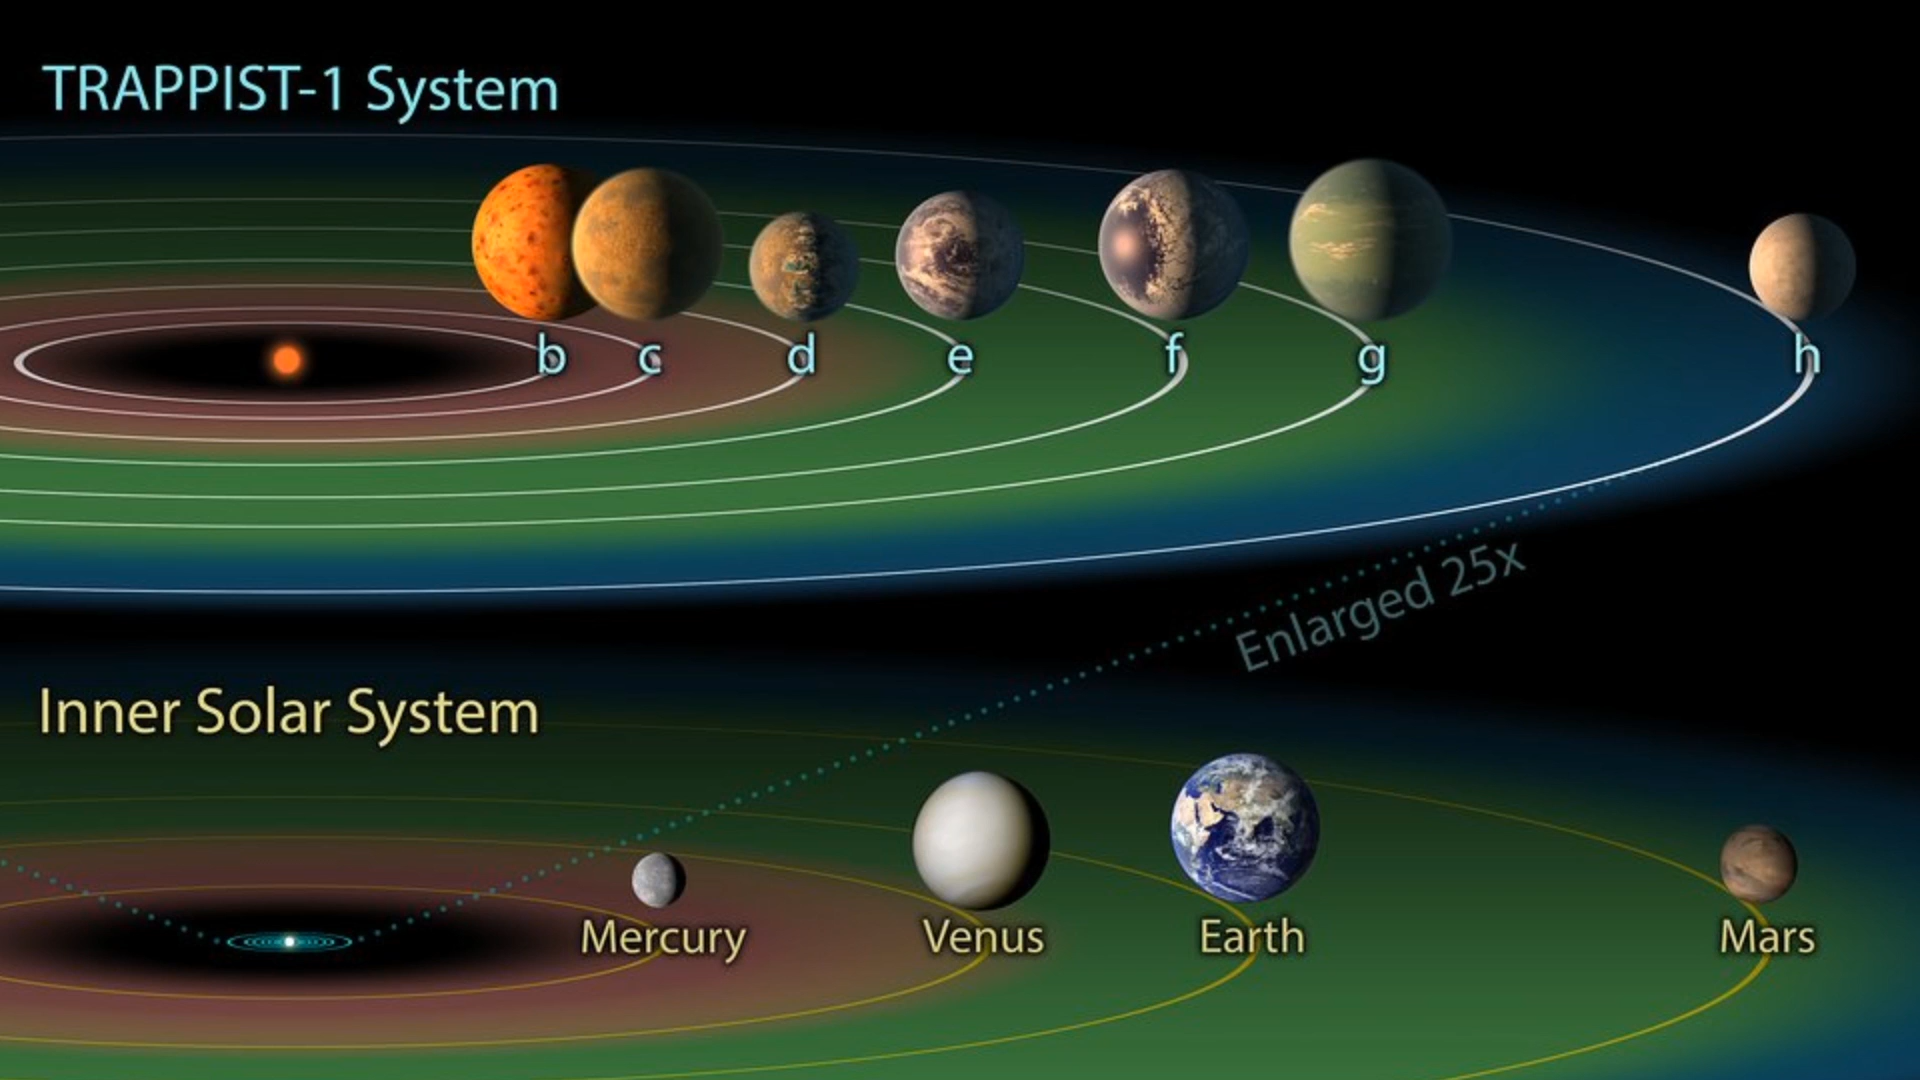 TRAPPIST-1 System
b c d e f g h
Enlarged 25x
Inner Solar System
Mercury Venus Earth Mars